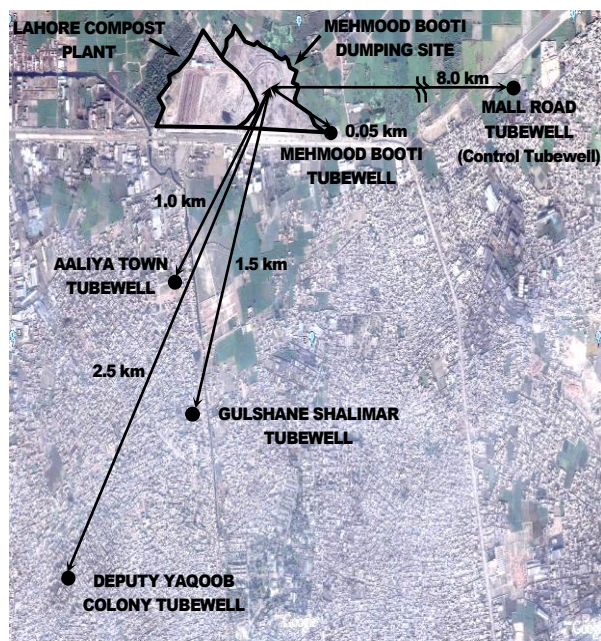 LAHORE COMPOST
PLANT
MEHMOOD BOOTI
DUMPING SITE
8.0 km
MALL ROAD
TUBEWELL
(Control Tubewell)
0.05 km
MEHMOOD BOOTI
TUBEWELL
1.0 km
1.5 km
AALIYA TOWN
TUBEWELL
2.5 km
GULSHANE SHALIMAR
TUBEWELL
DEPUTY YAQOOB
COLONY TUBEWELL
Google
Google